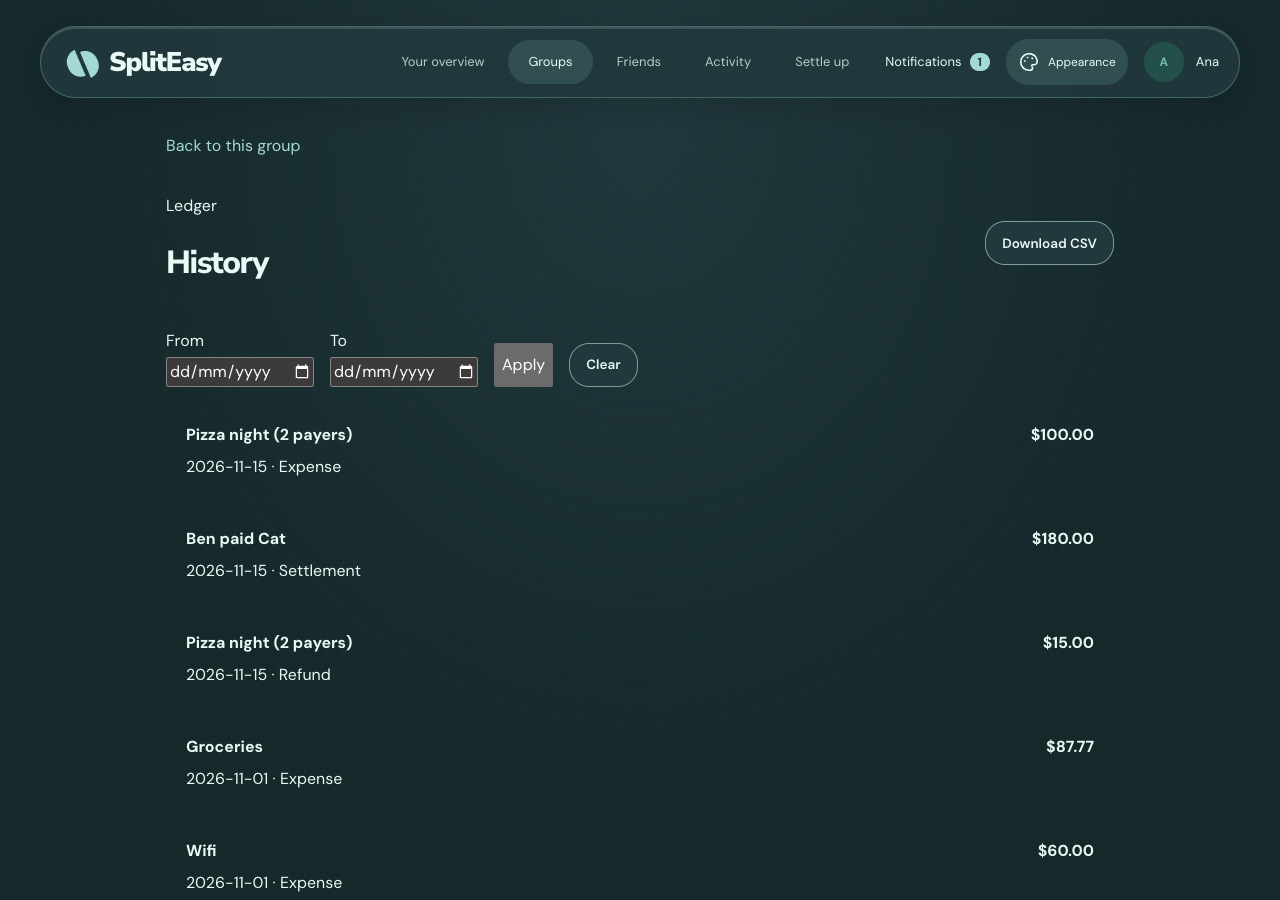 SplitEasy
Your overview
Groups
Friends
Activity
Settle up
Notifications 1
Appearance
A
Ana
Back to this group
Ledger
History
Download CSV
From
To
dd/mm/yyyy
dd/mm/yyyy
Apply
Clear
Pizza night (2 payers) $100.00
2026-11-15 · Expense
Ben paid Cat $180.00
2026-11-15 · Settlement
Pizza night (2 payers) $15.00
2026-11-15 · Refund
Groceries $87.77
2026-11-01 · Expense
Wifi $60.00
2026-11-01 · Expense